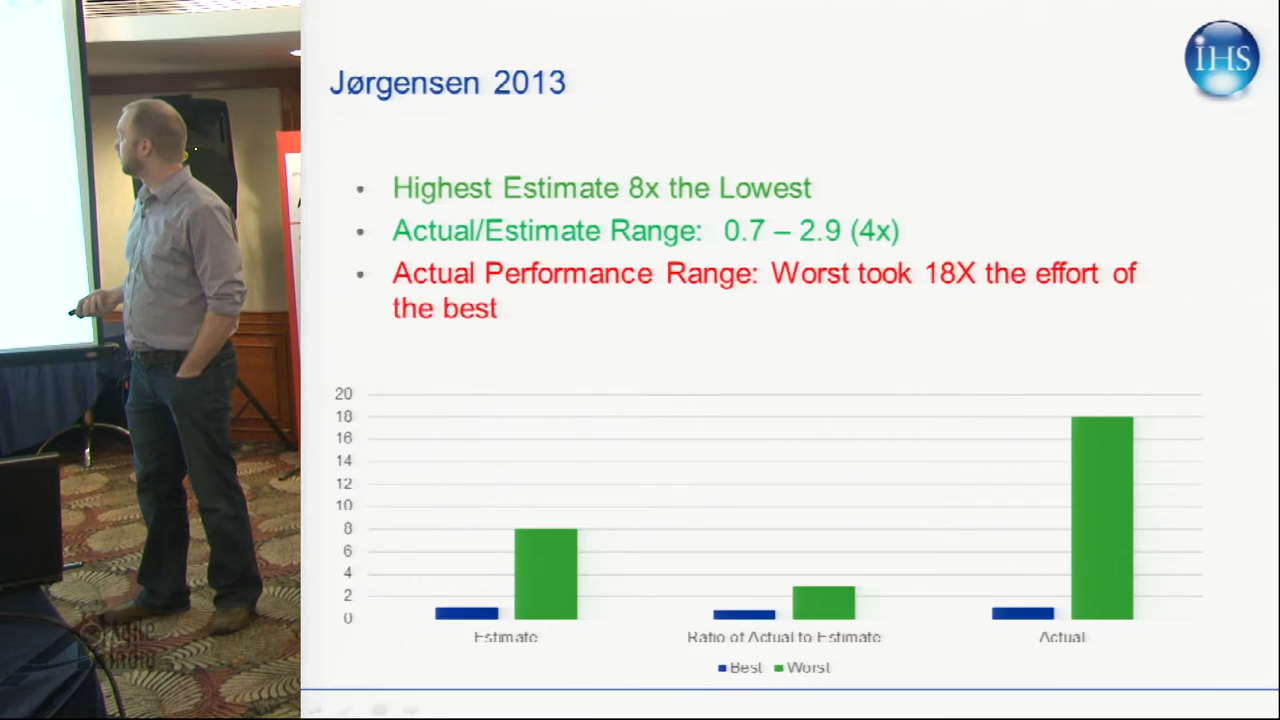 IHS
Jørgensen 2013
• Highest Estimate 8x the Lowest
• Actual/Estimate Range: 0.7 – 2.9 (4x)
• Actual Performance Range: Worst took 18X the effort of
the best
20
18
16
14
12
10
8
6
4
2
0
Estimate
Ratio of Actual to Estimate
Actual
Best
Worst
Agile
India